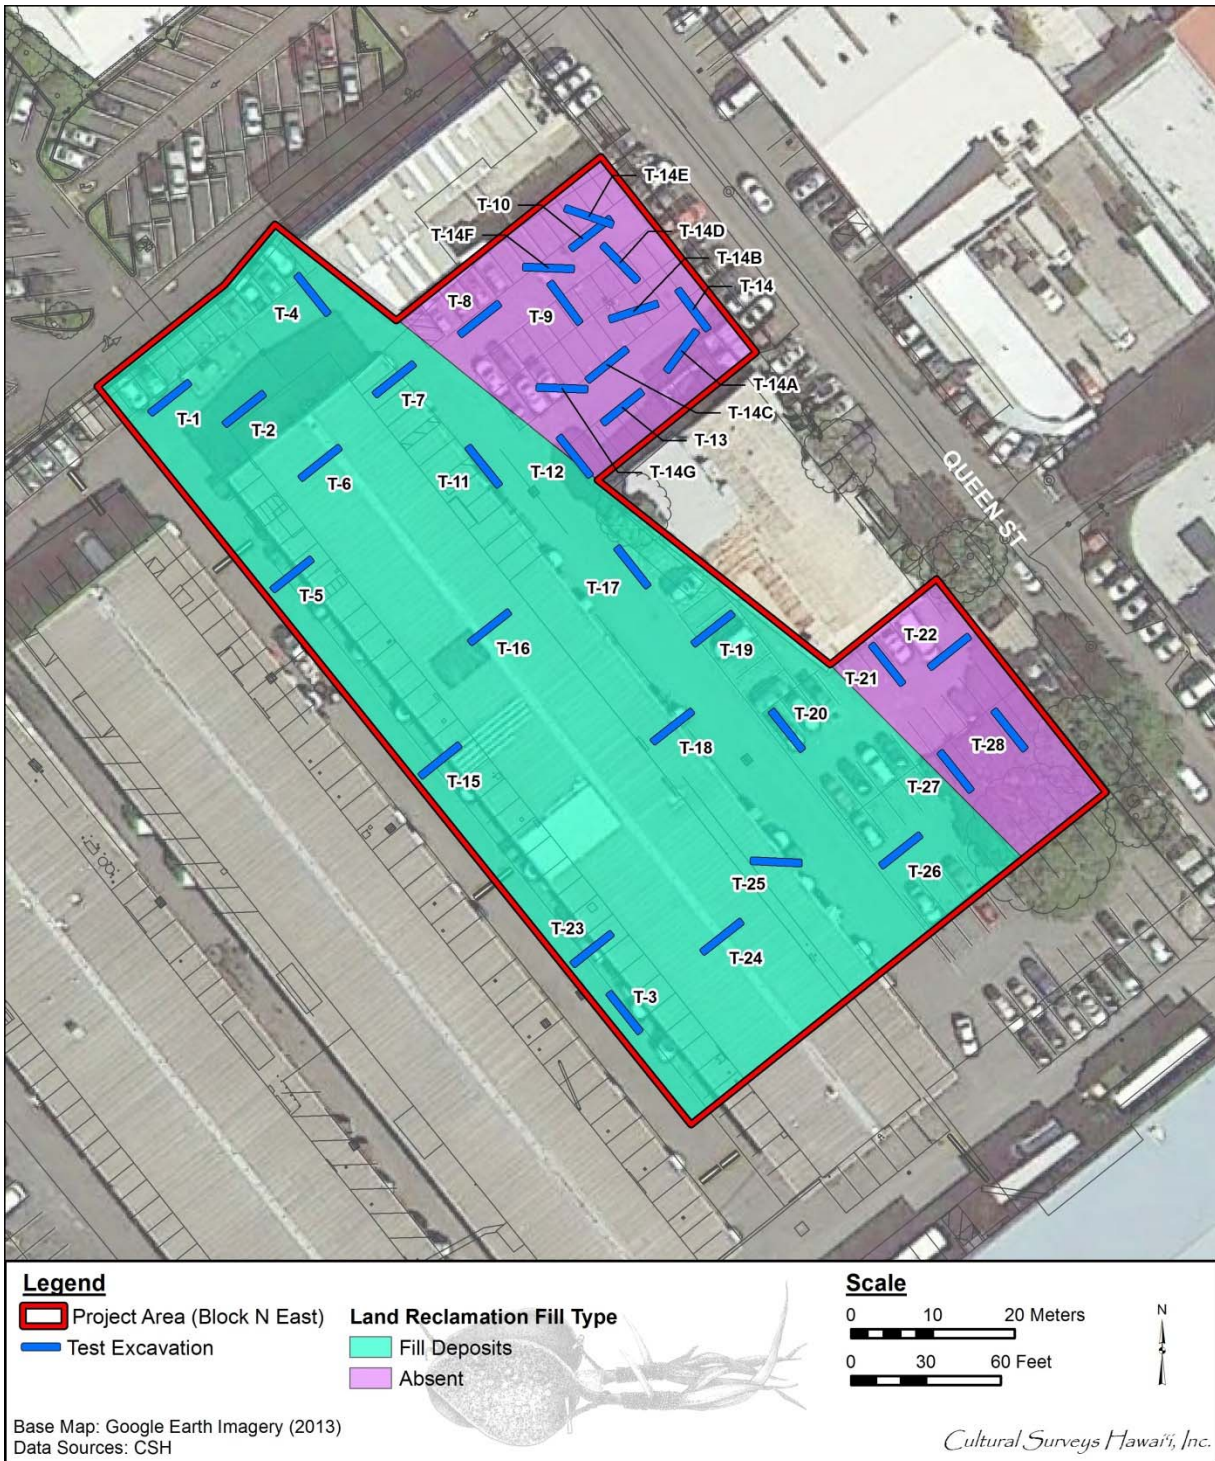 T-14E
T-10
T-14F
T-14D
T-14B
T-8
T-14
T-9
T-4
T-7
T-1
T-2
T-14A
T-14C
T-13
T-12
T-14G
T-11
T-6
QUEEN ST
T-5
T-17
T-16
T-19
T-22
T-21
T-20
T-18
T-28
T-15
T-27
T-26
T-25
T-23
T-24
T-3
Legend
Project Area (Block N East)
Test Excavation
Land Reclamation Fill Type
Fill Deposits
Absent
Scale
0 10 20 Meters
0 30 60 Feet
N
Base Map: Google Earth Imagery (2013)
Data Sources: CSH
Cultural Surveys Hawai'i, Inc.